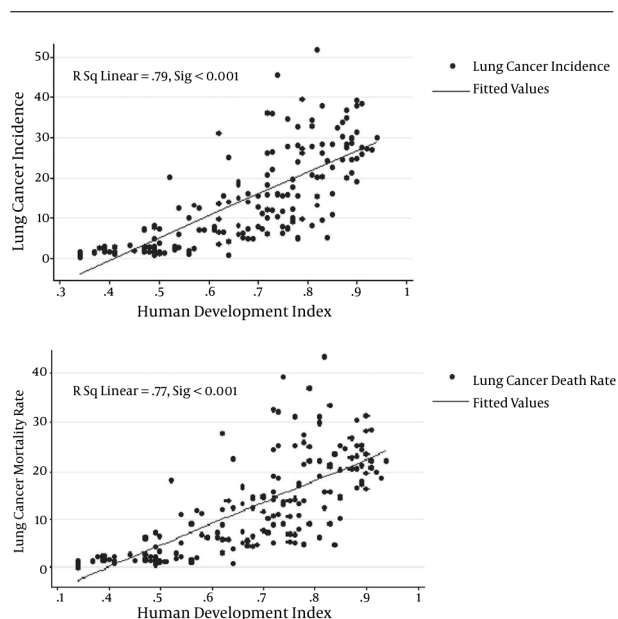 R Sq Linear = .79, Sig < 0.001
Lung Cancer Incidence
Fitted Values
Lung Cancer Incidence
50
40
30
20
10
0
.3 .4 .5 .6 .7 .8 .9 1
Human Development Index
R Sq Linear = .77, Sig < 0.001
Lung Cancer Death Rate
Fitted Values
Lung Cancer Mortality Rate
40
30
20
10
0
.1 .4 .5 .6 .7 .8 .9 1
Human Development Index